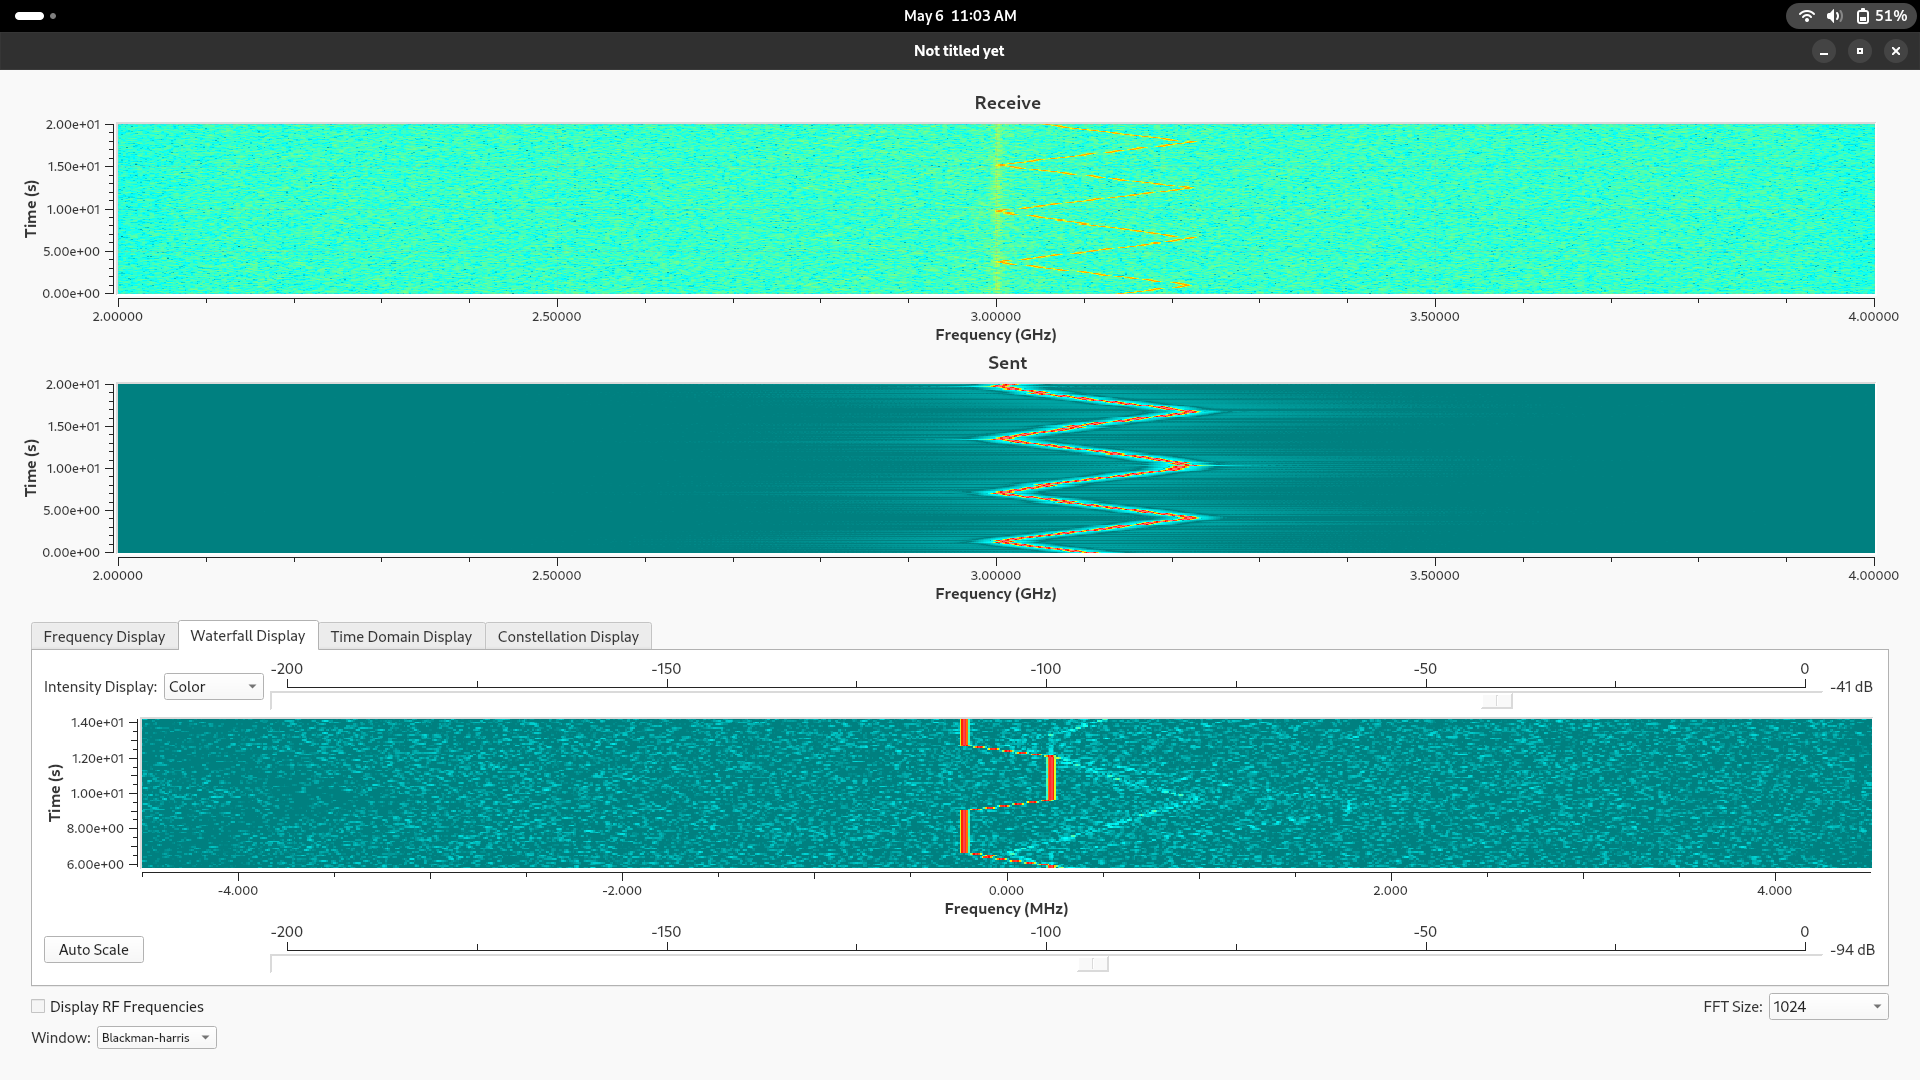 May 6 11:03 AM
51%
Not titled yet
Receive
2.00e+01
1.50e+01
1.00e+01
5.00e+00
0.00e+00
Time (s)
2.00000 2.50000 3.00000 3.50000 4.00000
Frequency (GHz)
Sent
2.00e+01
1.50e+01
1.00e+01
5.00e+00
0.00e+00
Time (s)
2.00000 2.50000 3.00000 3.50000 4.00000
Frequency (GHz)
Frequency Display Waterfall Display Time Domain Display Constellation Display
-200 -150 -100 -50 0
Intensity Display: Color -41 dB
1.40e+01
1.20e+01
1.00e+01
8.00e+00
6.00e+00
Time (s)
-4.000 -2.000 0.000 2.000 4.000
Frequency (MHz)
-200 -150 -100 -50 0
Auto Scale -94 dB
Display RF Frequencies FFT Size: 1024
Window: Blackman-harris